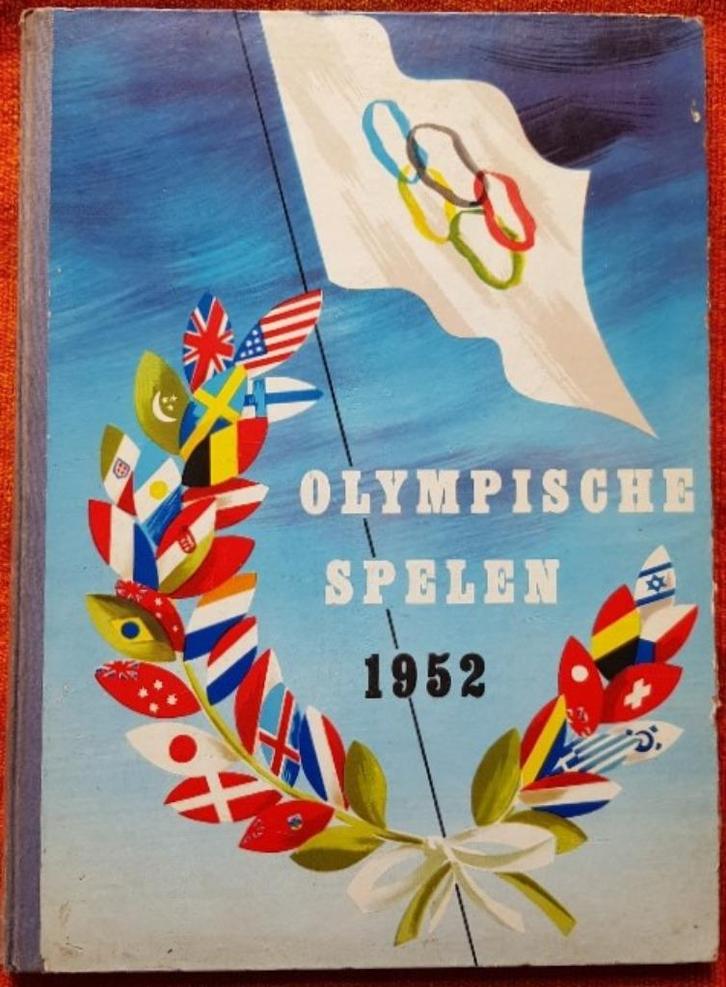 OLYMPISCHE
SPELEN
1952